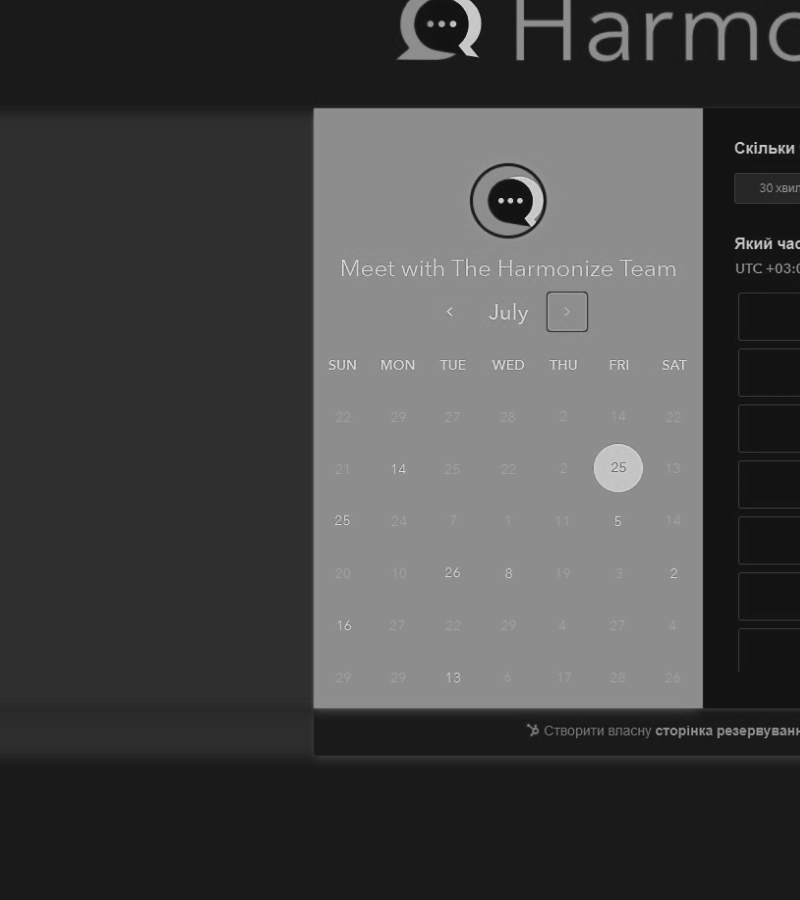 Harmo
Скільки
30 хвил
Який час
UTC +03:0
Meet with The Harmonize Team
July
SUN MON TUE WED THU FRI SAT
22 29 27 28 2 14 22
21 14 25 22 2 25 13
25 24 7 1 11 5 14
20 10 26 8 19 3 2
16 27 22 29 4 27 4
29 29 13 6 17 28 26
Створити власну сторінка резервуванн